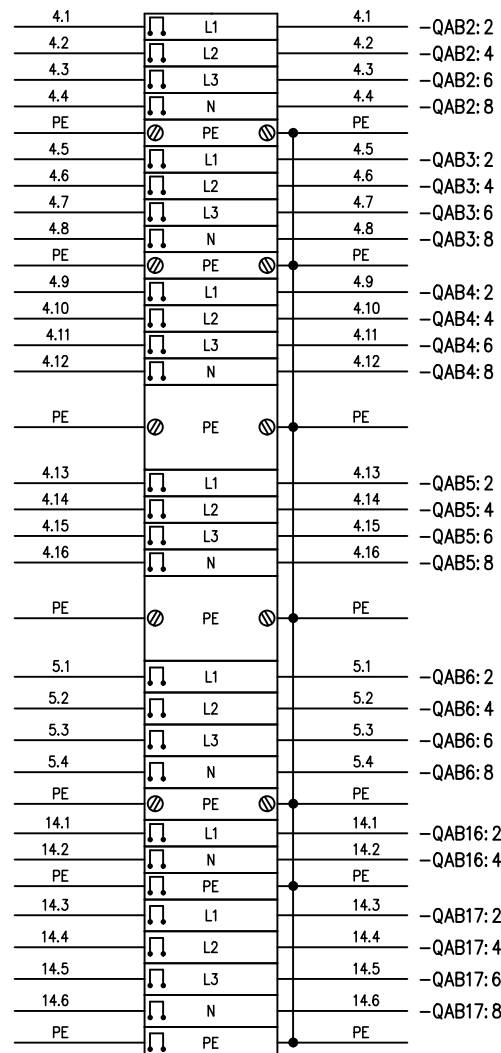 4.1 L1 4.1 -QAB2:2
4.2 L2 4.2 -QAB2:4
4.3 L3 4.3 -QAB2:6
4.4 N 4.4 -QAB2:8
PE PE PE
4.5 L1 4.5 -QAB3:2
4.6 L2 4.6 -QAB3:4
4.7 L3 4.7 -QAB3:6
4.8 N 4.8 -QAB3:8
PE PE PE
4.9 L1 4.9 -QAB4:2
4.10 L2 4.10 -QAB4:4
4.11 L3 4.11 -QAB4:6
4.12 N 4.12 -QAB4:8
PE PE PE
4.13 L1 4.13 -QAB5:2
4.14 L2 4.14 -QAB5:4
4.15 L3 4.15 -QAB5:6
4.16 N 4.16 -QAB5:8
PE PE PE
5.1 L1 5.1 -QAB6:2
5.2 L2 5.2 -QAB6:4
5.3 L3 5.3 -QAB6:6
5.4 N 5.4 -QAB6:8
PE PE PE
14.1 L1 14.1 -QAB16:2
14.2 N 14.2 -QAB16:4
PE PE PE
14.3 L1 14.3 -QAB17:2
14.4 L2 14.4 -QAB17:4
14.5 L3 14.5 -QAB17:6
14.6 N 14.6 -QAB17:8
PE PE PE